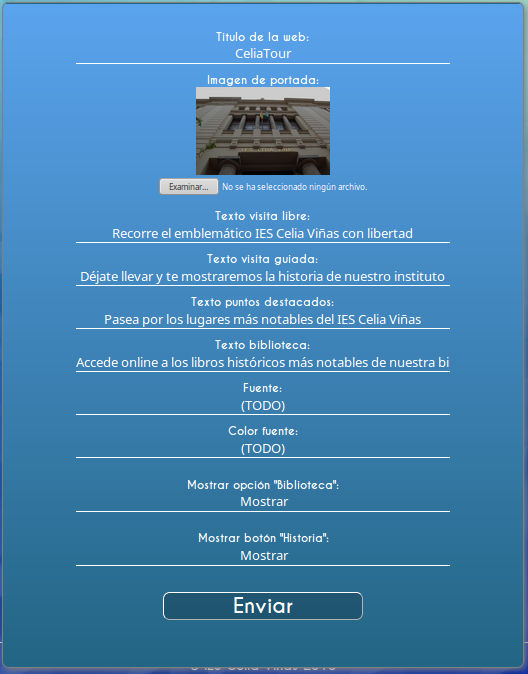 Título de la web:
CeliaTour
Imagen de portada:
Examinar... No se ha seleccionado ningún archivo.
Texto visita libre:
Recorre el emblemático IES Celia Viñas con libertad
Texto visita guiada:
Déjate llevar y te mostraremos la historia de nuestro instituto
Texto puntos destacados:
Pasea por los lugares más notables del IES Celia Viñas
Texto biblioteca:
Accede online a los libros históricos más notables de nuestra bi
Fuente:
(TODO)
Color fuente:
(TODO)
Mostrar opción "Biblioteca":
Mostrar
Mostrar botón "Historia":
Mostrar
Enviar